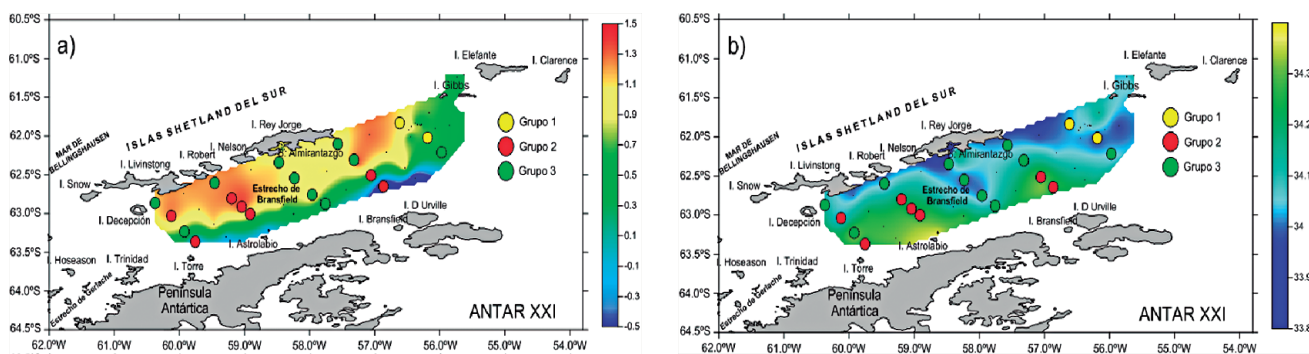 a)
60.5°S
61.0°S
61.5°S
62.0°S
62.5°S
63.0°S
63.5°S
64.0°S
64.5°S
62.0°W
61.0°W
60.0°W
59.0°W
58.0°W
57.0°W
56.0°W
55.0°W
54.0°W
MAR DE
BELLINGSHAUSEN
ISLAS SHETLAND DEL SUR
I. Elefante
I. Clarence
I. Gibbs
I. Rey Jorge
I. Nelson
I. Robert
I. Livingstong
I. Snow
I. Decepción
Almirantazgo
Estrecho de
Bransfield
I. D Urville
I. Bransfield
I. Astrolabio
I. Hoseason
I. Trinidad
I. Torre
Estrecho de Gerlache
Península
Antártica
Grupo 1
Grupo 2
Grupo 3
ANTAR XXI
1.5
1.3
1.1
0.9
0.7
0.5
0.3
0.1
-0.1
-0.3
-0.5
b)
60.5°S
61.0°S
61.5°S
62.0°S
62.5°S
63.0°S
63.5°S
64.0°S
64.5°S
62.0°W
61.0°W
60.0°W
59.0°W
58.0°W
57.0°W
56.0°W
55.0°W
54.0°W
MAR DE
BELLINGSHAUSEN
ISLAS SHETLAND DEL SUR
I. Elefante
I. Clarence
I. Gibbs
I. Rey Jorge
I. Nelson
I. Robert
I. Livingstong
I. Snow
I. Decepción
Almirantazgo
Estrecho de
Bransfield
I. D Urville
I. Bransfield
I. Astrolabio
I. Hoseason
I. Trinidad
I. Torre
Estrecho de Gerlache
Península
Antártica
Grupo 1
Grupo 2
Grupo 3
ANTAR XXI
34.3
34.2
34.1
34
33.8